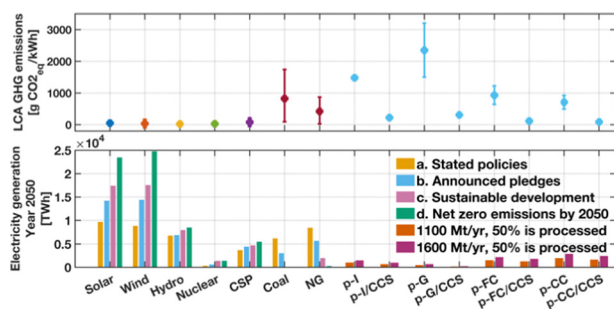 LCA GHG emissions
[g CO2eq/kWh]
3000
2000
1000
0
Electricity generation
Year 2050
[TWh]
×10⁴
2.5
2
1.5
1
0.5
0
a. Stated policies
b. Announced pledges
c. Sustainable development
d. Net zero emissions by 2050
1100 Mt/yr, 50% is processed
1600 Mt/yr, 50% is processed
Solar
Wind
Hydro
Nuclear
CSP
Coal
NG
p-I
p-I/CCS
p-G
p-G/CCS
p-FC
p-FC/CCS
p-CC
p-CC/CCS